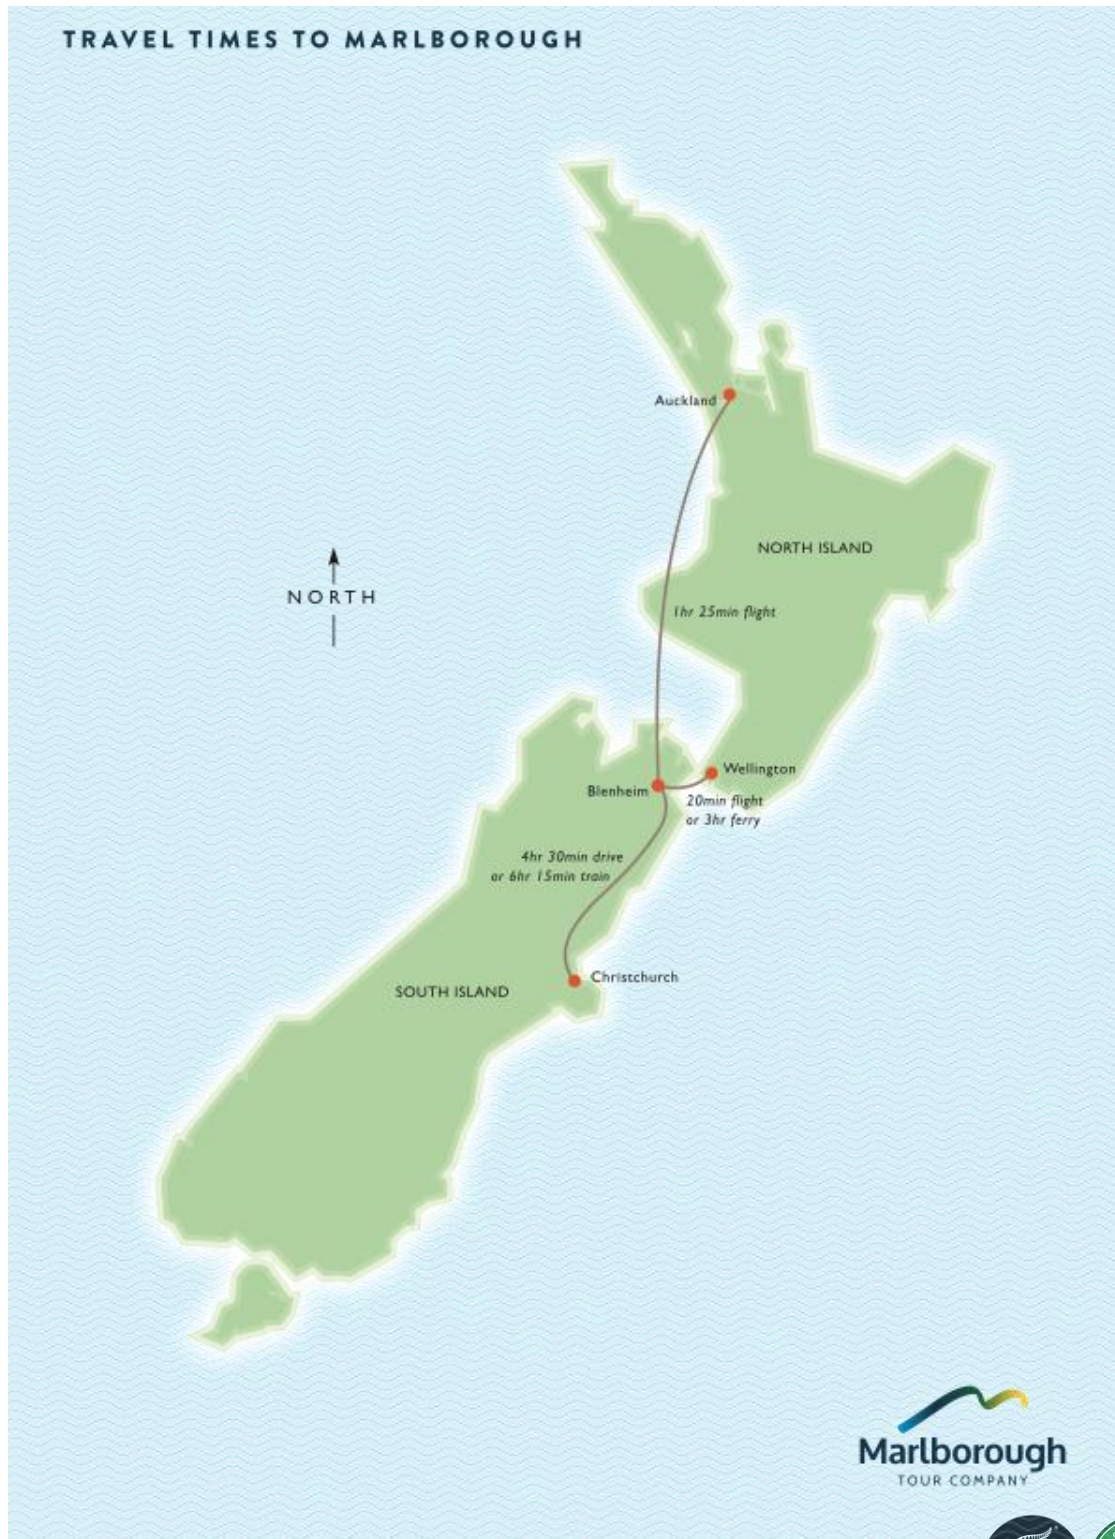 TRAVEL TIMES TO MARLBOROUGH
Auckland
NORTH ISLAND
NORTH
1hr 25min flight
Wellington
Blenheim
20min flight
or 3hr ferry
4hr 30min drive
or 6hr 15min train
Christchurch
SOUTH ISLAND
Marlborough
TOUR COMPANY